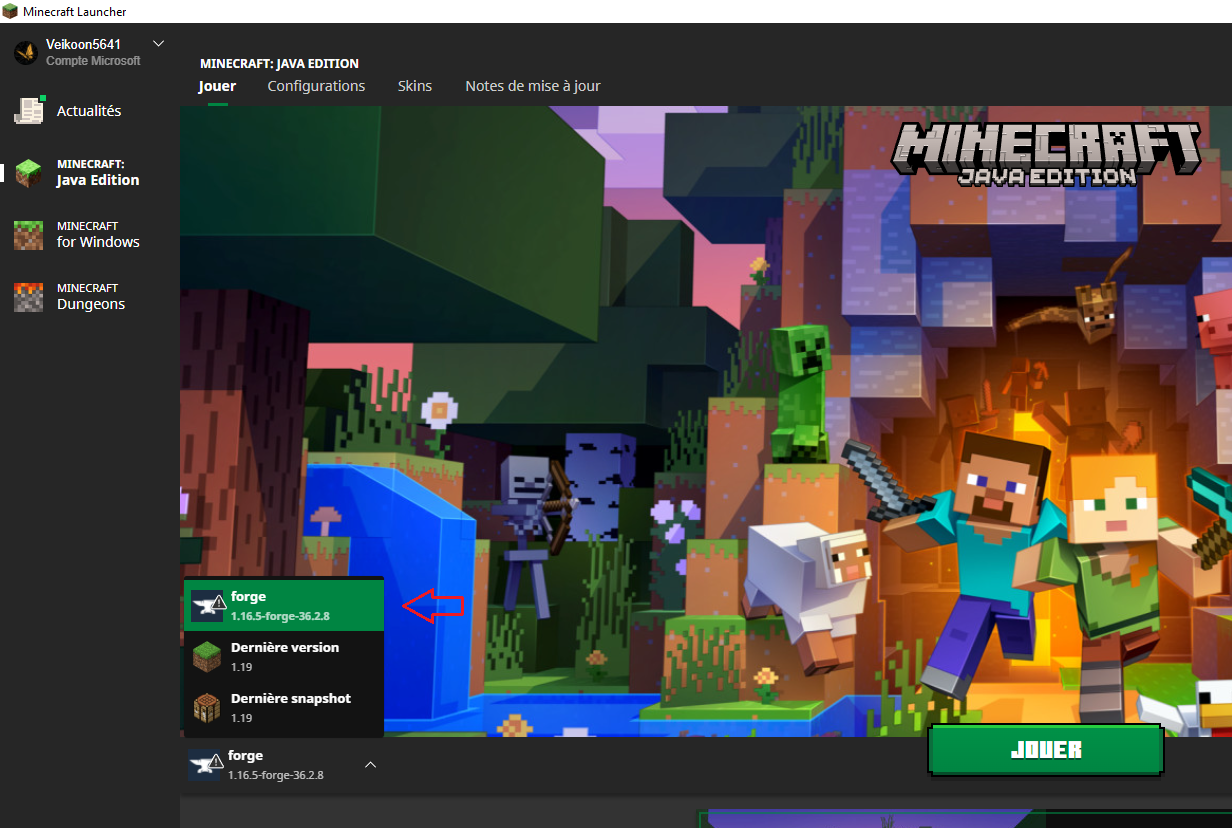 Minecraft Launcher
Veikoon5641
Compte Microsoft
Actualités
MINECRAFT:
Java Edition
MINECRAFT
for Windows
MINECRAFT
Dungeons
MINECRAFT: JAVA EDITION
Jouer
Configurations
Skins
Notes de mise à jour
MINECRAFT
JAVA EDITION
forge
1.16.5-forge-36.2.8
Dernière version
1.19
Dernière snapshot
1.19
forge
1.16.5-forge-36.2.8
JOUER